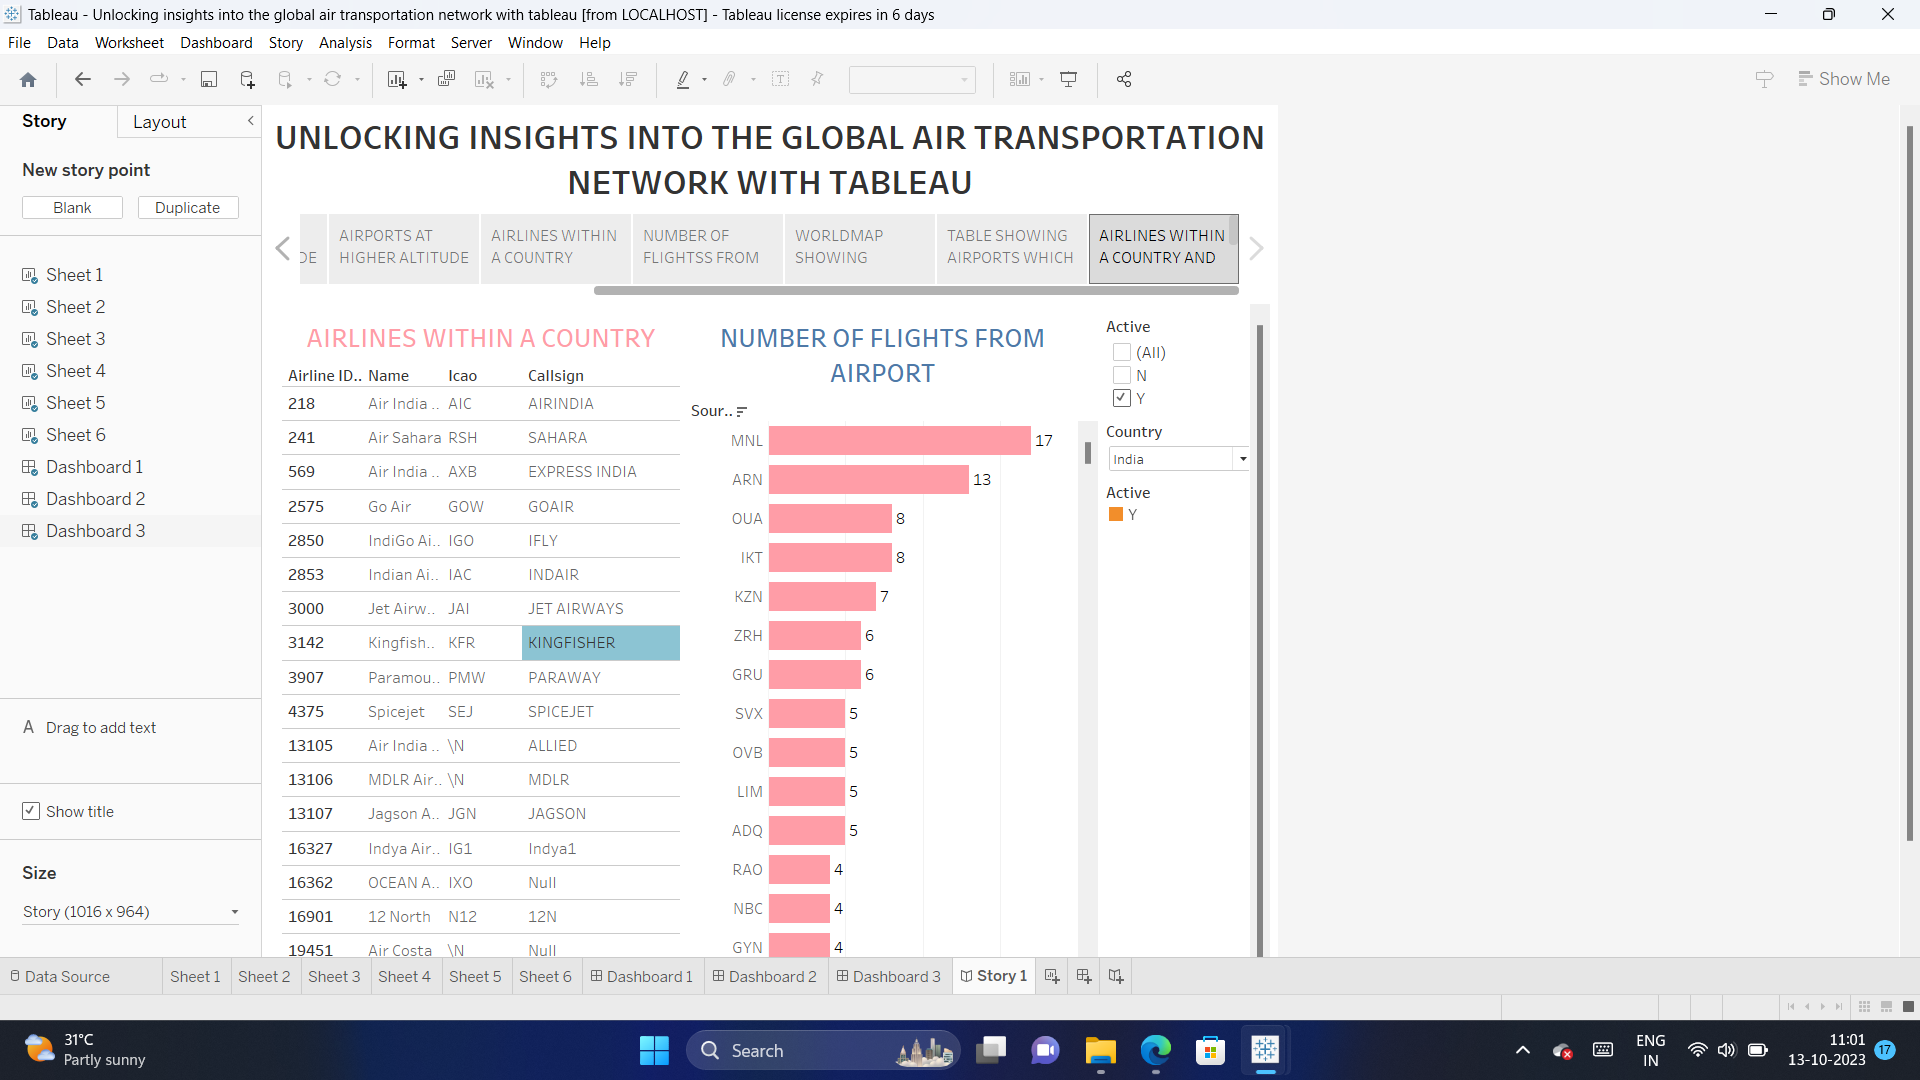 Tableau - Unlocking insights into the global air transportation network with tableau [from LOCALHOST] - Tableau license expires in 6 days
File Data Worksheet Dashboard Story Analysis Format Server Window Help
Show Me
Story Layout
New story point
Blank Duplicate
Sheet 1
Sheet 2
Sheet 3
Sheet 4
Sheet 5
Sheet 6
Dashboard 1
Dashboard 2
Dashboard 3
A Drag to add text
Show title
Size
Story (1016 x 964)
UNLOCKING INSIGHTS INTO THE GLOBAL AIR TRANSPORTATION
NETWORK WITH TABLEAU
DE
AIRPORTS AT
HIGHER ALTITUDE
AIRLINES WITHIN
A COUNTRY
NUMBER OF
FLIGHTSS FROM
WORLDMAP
SHOWING
TABLE SHOWING
AIRPORTS WHICH
AIRLINES WITHIN
A COUNTRY AND
AIRLINES WITHIN A COUNTRY
Airline ID.. Name Icao Callsign
218 Air India .. AIC AIRINDIA
241 Air Sahara RSH SAHARA
569 Air India .. AXB EXPRESS INDIA
2575 Go Air GOW GOAIR
2850 IndiGo Ai.. IGO IFLY
2853 Indian Ai.. IAC INDAIR
3000 Jet Airw.. JAI JET AIRWAYS
3142 Kingfish.. KFR KINGFISHER
3907 Paramou.. PMW PARAWAY
4375 Spicejet SEJ SPICEJET
13105 Air India .. \N ALLIED
13106 MDLR Air.. \N MDLR
13107 Jagson A.. JGN JAGSON
16327 Indya Air.. IG1 Indya1
16362 OCEAN A.. IXO Null
16901 12 North N12 12N
19451 Air Costa \N Null
NUMBER OF FLIGHTS FROM
AIRPORT
Sour..
MNL 17
ARN 13
OUA 8
IKT 8
KZN 7
ZRH 6
GRU 6
SVX 5
OVB 5
LIM 5
ADQ 5
RAO 4
NBC 4
GYN 4
Active
(All)
N
Y
Country
India
Active
Y
Data Source Sheet 1 Sheet 2 Sheet 3 Sheet 4 Sheet 5 Sheet 6 Dashboard 1 Dashboard 2 Dashboard 3 Story 1
31°C
Partly sunny
Search
ENG
IN
11:01
13-10-2023
17